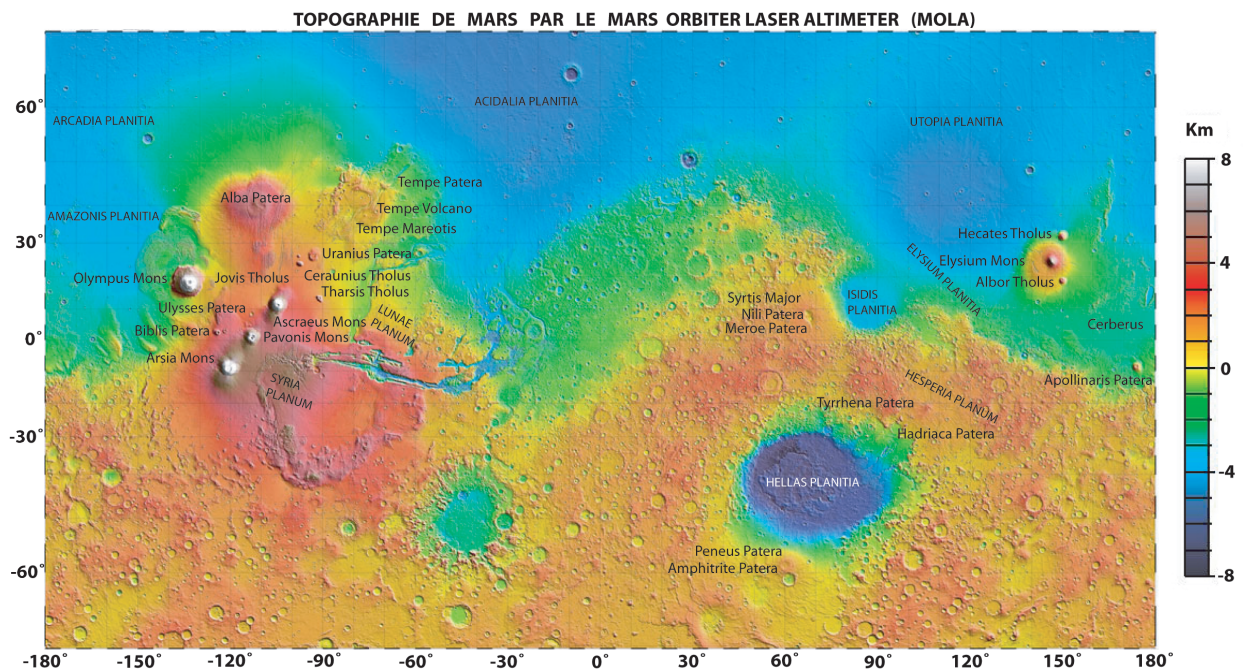 TOPOGRAPHIE DE MARS PAR LE MARS ORBITER LASER ALTIMETER (MOLA)
60°
30°
0°
-30°
-60°
ARCADIA PLANITIA
ACIDALIA PLANITIA
UTOPIA PLANITIA
Alba Patera
Tempe Patera
Tempe Volcano
Tempe Mareotis
AMAZONIS PLANITIA
Uranius Patera
Olympus Mons
Jovis Tholus
Ceraunius Tholus
Tharsis Tholus
Ulysses Patera
Biblis Patera
Ascraeus Mons
Pavonis Mons
Arsia Mons
LUNAE
PLANUM
SYRIA
PLANUM
Hecates Tholus
Elysium Mons
Albor Tholus
ELYSIUM PLANITIA
ISIDIS
PLANITIA
Syrtis Major
Nili Patera
Meroe Patera
Cerberus
Apollinaris Patera
HESPERIA PLANUM
Tyrrhena Patera
Hadriaca Patera
HELLAS PLANITIA
Peneus Patera
Amphitrite Patera
Km
8
4
0
-4
-8
-180°
-150°
-120°
-90°
-60°
-30°
0°
30°
60°
90°
120°
150°
180°